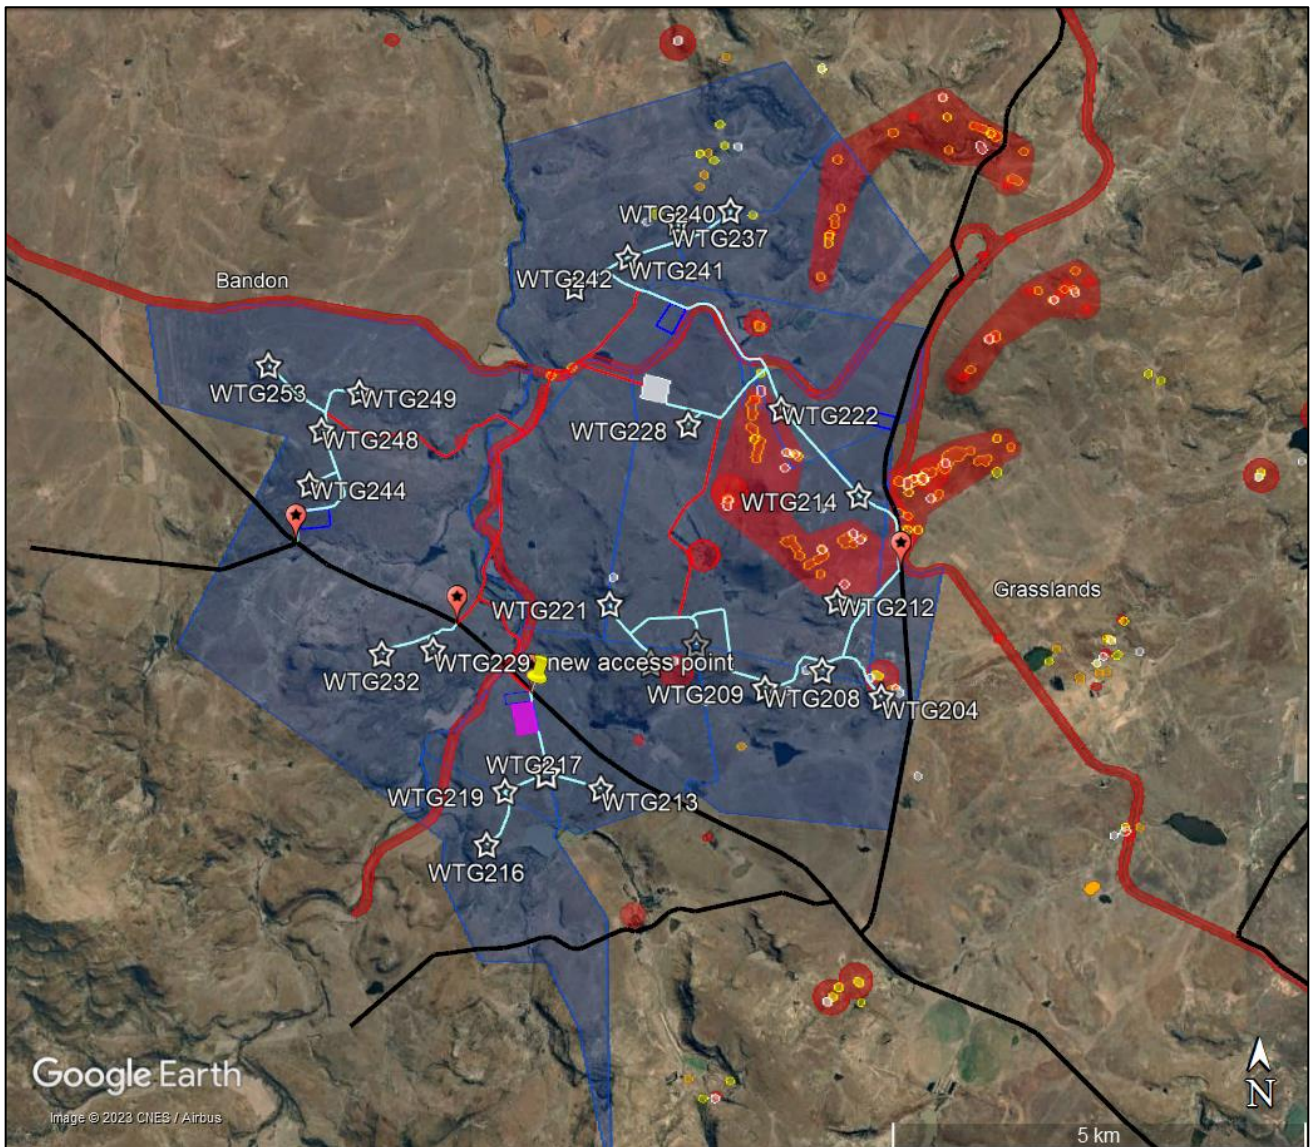 WTG240
WTG237
WTG241
Bandon
WTG242
WTG253
WTG249
WTG222
WTG228
WTG248
WTG244
WTG214
Grasslands
WTG221
WTG212
WTG229
new access point
WTG232
WTG209
WTG208
WTG204
WTG217
WTG219
WTG213
WTG216
Google Earth
Image © 2023 CNES / Airbus
N
5 km